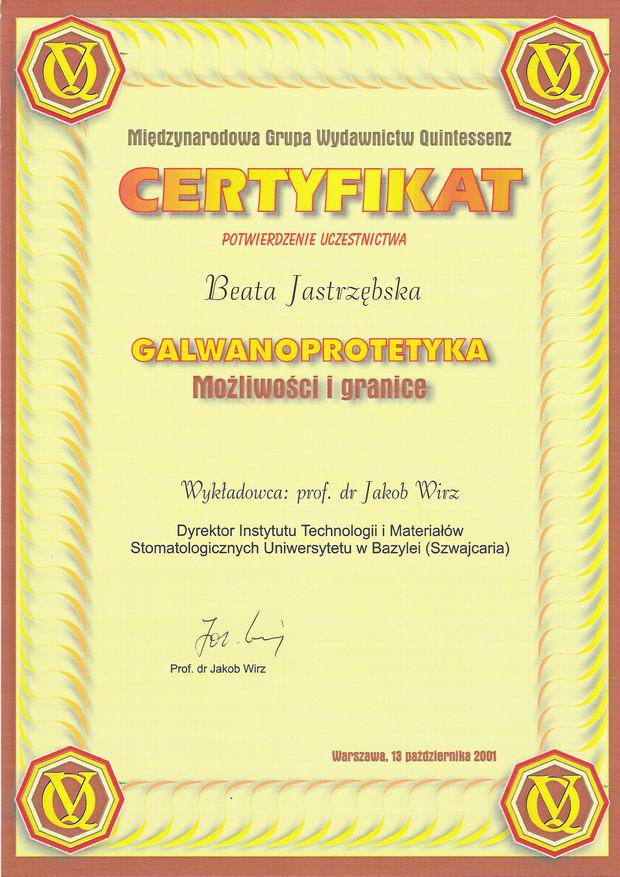 Międzynarodowa Grupa Wydawnictw Quintessenz
CERTYFIKAT
POTWIERDZENIE UCZESTNICTWA
Beata Jastrzębska
GALWANOPROTETYKA
Możliwości i granice
Wykładowca: prof. dr Jakob Wirz
Dyrektor Instytutu Technologii i Materiałów
Stomatologicznych Uniwersytetu w Bazylei (Szwajcaria)
Prof. dr Jakob Wirz
Warszawa, 13 października 2001